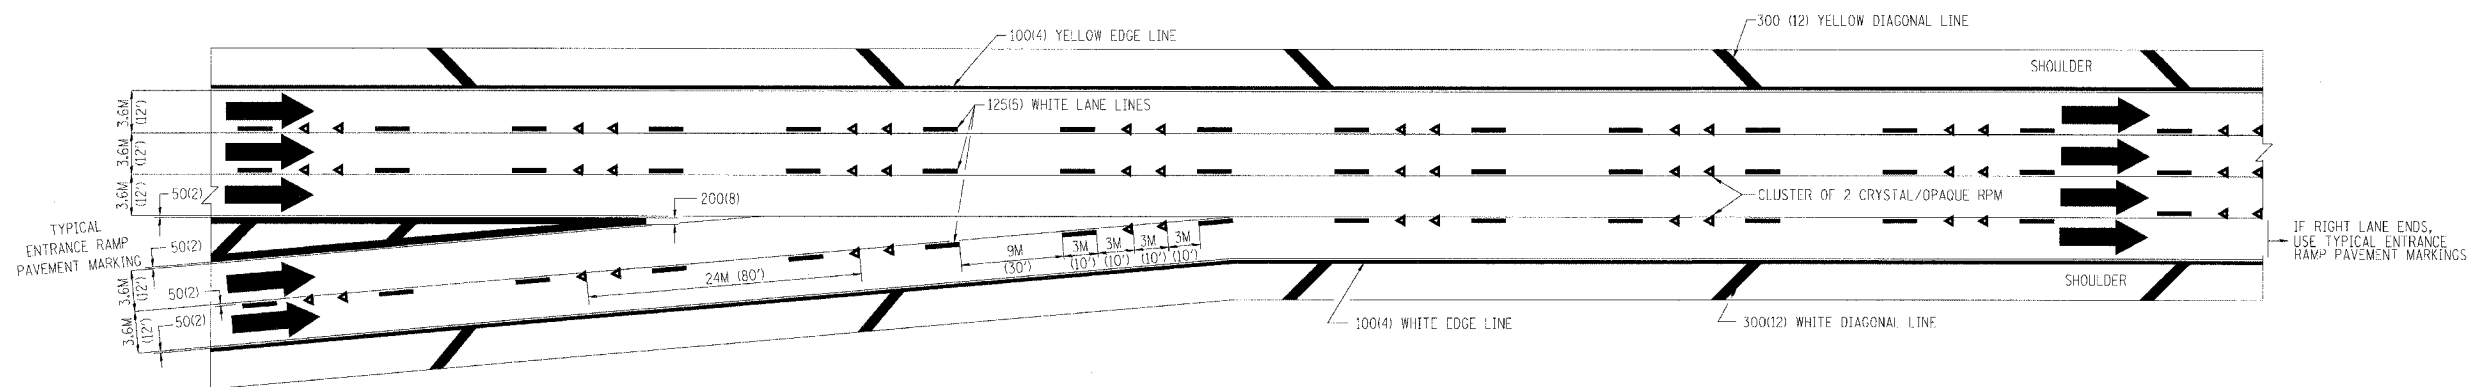 300 (12) YELLOW DIAGONAL LINE
100(4) YELLOW EDGE LINE
SHOULDER
3.6M
(12')
125(5) WHITE LANE LINES
3.6M
(12')
3.6M
(12')
50(2)
200(8)
CLUSTER OF 2 CRYSTAL/OPAQUE RPM
TYPICAL
ENTRANCE RAMP
PAVEMENT MARKING
50(2)
9M
(30')
3M
(10')
3M
(10')
3M
(10')
3M
(10')
IF RIGHT LANE ENDS,
USE TYPICAL ENTRANCE
RAMP PAVEMENT MARKINGS
24M (80')
3.6M
(12')
50(2)
SHOULDER
3.6M
(12')
50(2)
100(4) WHITE EDGE LINE
300(12) WHITE DIAGONAL LINE